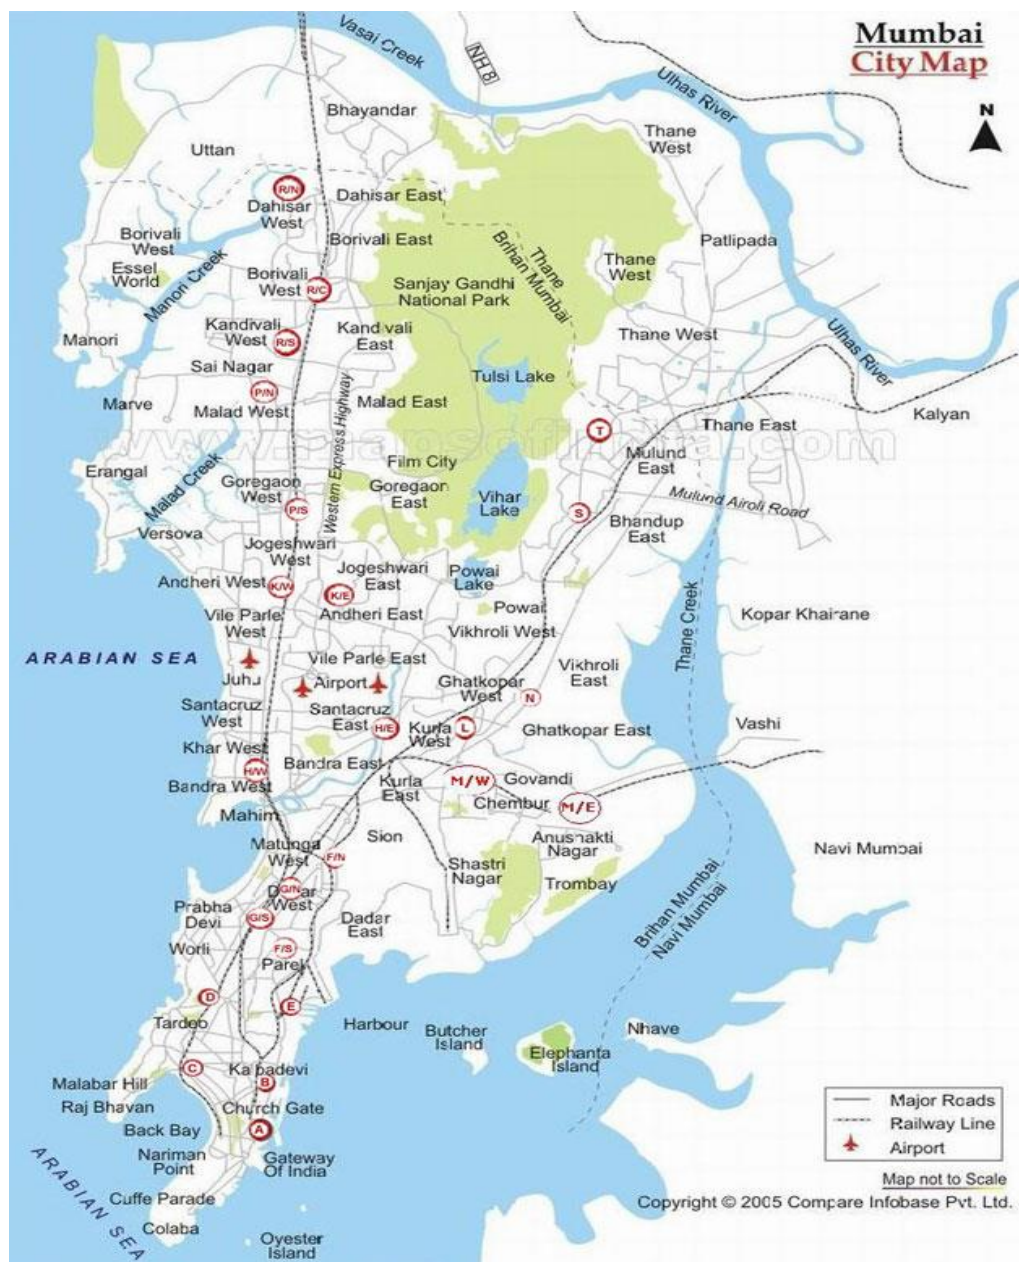 Mumbai
City Map
N
Vasai Creek
NH 8
Ulhas River
Bhayandar
Thane
West
Uttan
R/N
Dahisar East
Dahisar
West
Borivali
West
Borivali East
Patlipada
Thane
Brihan Mumbai
Thane
West
Essel
World
Manori Creek
Borivali
West
R/C
Sanjay Gandhi
National Park
Manori
Kandivali
West
R/S
Kandivali
East
Thane West
Ulhas River
Sai Nagar
Tulsi Lake
P/N
Marve
Malad West
Malad East
Western Express Highway
Kalyan
www.mapsofindia.com
T
Thane East
Mulund
East
Erangal
Malad Creek
Film City
Goregaon
West
Goregaon
East
Vihar
Lake
Mulund Airoli Road
P/S
S
Bhandup
East
Versova
Jogeshwari
West
Jogeshwari
East
Powai
Lake
Andheri West
K/W
K/E
Andheri East
Powai
Thane Creek
Kopar Khairane
Vile Parle
West
Vikhroli West
ARABIAN SEA
Vile Parle East
Vikhroli
East
Juhu
Airport
Ghatkopar
West
N
Santacruz
West
Santacruz
East
H/E
Kurla
West
L
Ghatkopar East
Vashi
Khar West
Bandra East
H/W
Bandra West
Kurla
East
M/W
Govandi
Chembur
M/E
Mahim
Sion
Anushakti
Nagar
Matunga
West
F/N
Shastri
Nagar
Navi Mumbai
Trombay
Dadar
West
G/N
Prabha
Devi
G/S
Dadar
East
Brihan Mumbai
Navi Mumbai
Worli
F/S
Parel
D
E
Tardeo
Harbour
Butcher
Island
Nhave
Elephanta
Island
C
Kalbadevi
B
Malabar Hill
Raj Bhavan
Church Gate
Back Bay
A
Nariman
Point
Gateway
Of India
ARABIAN SEA
Cuffe Parade
Colaba
Oyester
Island
Major Roads
Railway Line
Airport
Map not to Scale
Copyright © 2005 Compare Infobase Pvt. Ltd.